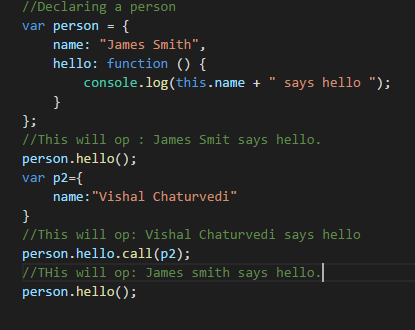 //Declaring a person
var person = {
    name: "James Smith",
    hello: function () {
        console.log(this.name + " says hello ");
    }
};
//This will op : James Smit says hello.
person.hello();
var p2={
    name:"Vishal Chaturvedi"
}
//This will op: Vishal Chaturvedi says hello
person.hello.call(p2);
//THis will op: James smith says hello.
person.hello();